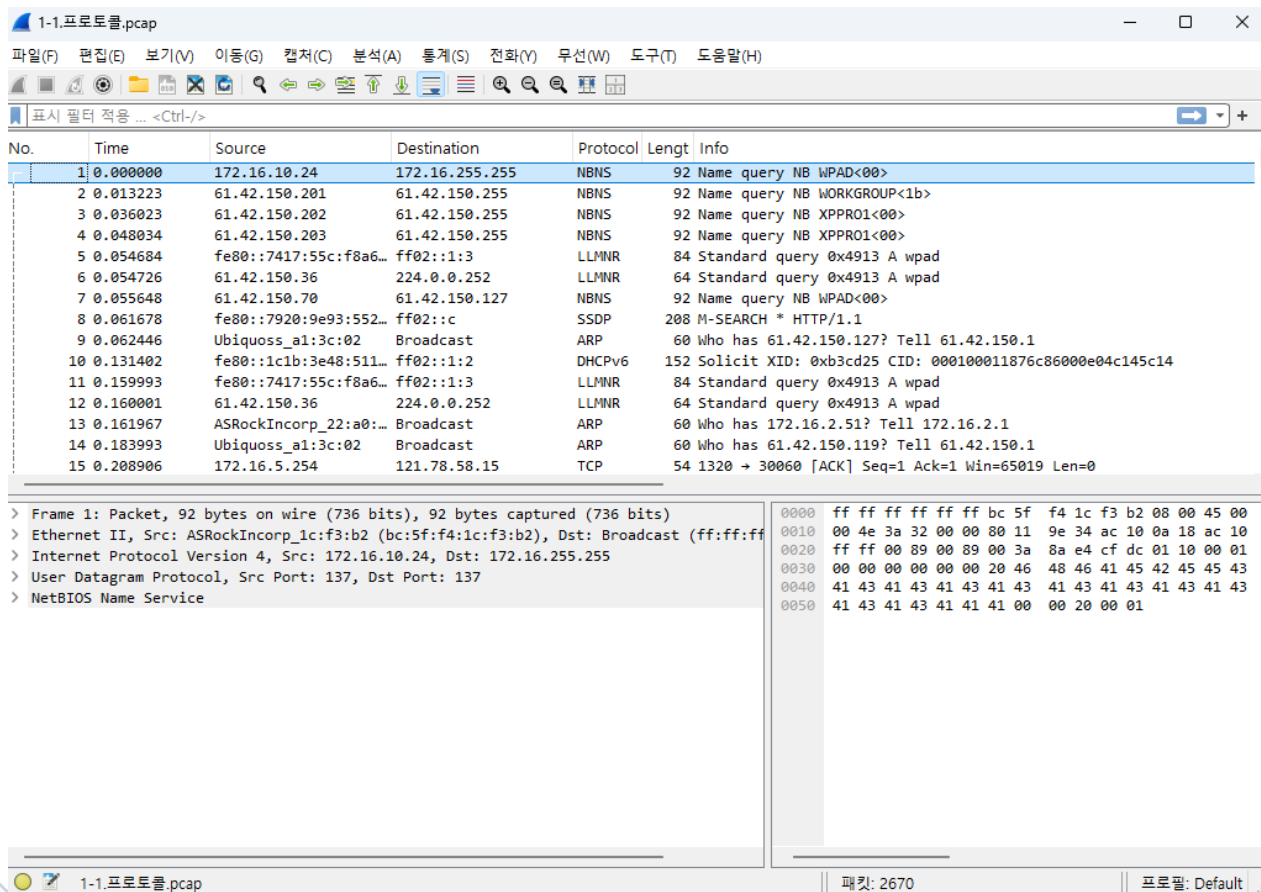 1-1.프로토콜.pcap
파일(F) 편집(E) 보기(V) 이동(G) 캡처(C) 분석(A) 통계(S) 전화(Y) 무선(W) 도구(T) 도움말(H)
표시 필터 적용 ... <Ctrl-/>
No. Time Source Destination Protocol Lengt Info
1 0.000000 172.16.10.24 172.16.255.255 NBNS 92 Name query NB WPAD<00>
2 0.013223 61.42.150.201 61.42.150.255 NBNS 92 Name query NB WORKGROUP<1b>
3 0.036023 61.42.150.202 61.42.150.255 NBNS 92 Name query NB XPPRO1<00>
4 0.048034 61.42.150.203 61.42.150.255 NBNS 92 Name query NB XPPRO1<00>
5 0.054684 fe80::7417:55c:f8a6… ff02::1:3 LLMNR 84 Standard query 0x4913 A wpad
6 0.054726 61.42.150.36 224.0.0.252 LLMNR 64 Standard query 0x4913 A wpad
7 0.055648 61.42.150.70 61.42.150.127 NBNS 92 Name query NB WPAD<00>
8 0.061678 fe80::7920:9e93:552… ff02::c SSDP 208 M-SEARCH * HTTP/1.1
9 0.062446 Ubiquoss_a1:3c:02 Broadcast ARP 60 Who has 61.42.150.127? Tell 61.42.150.1
10 0.131402 fe80::1c1b:3e48:511… ff02::1:2 DHCPv6 152 Solicit XID: 0xb3cd25 CID: 000100011876c86000e04c145c14
11 0.159993 fe80::7417:55c:f8a6… ff02::1:3 LLMNR 84 Standard query 0x4913 A wpad
12 0.160001 61.42.150.36 224.0.0.252 LLMNR 64 Standard query 0x4913 A wpad
13 0.161967 ASRockIncorp_22:a0:… Broadcast ARP 60 Who has 172.16.2.51? Tell 172.16.2.1
14 0.183993 Ubiquoss_a1:3c:02 Broadcast ARP 60 Who has 61.42.150.119? Tell 61.42.150.1
15 0.208906 172.16.5.254 121.78.58.15 TCP 54 1320 → 30060 [ACK] Seq=1 Ack=1 Win=65019 Len=0
> Frame 1: Packet, 92 bytes on wire (736 bits), 92 bytes captured (736 bits)
> Ethernet II, Src: ASRockIncorp_1c:f3:b2 (bc:5f:f4:1c:f3:b2), Dst: Broadcast (ff:ff:ff
> Internet Protocol Version 4, Src: 172.16.10.24, Dst: 172.16.255.255
> User Datagram Protocol, Src Port: 137, Dst Port: 137
> NetBIOS Name Service
0000 ff ff ff ff ff ff bc 5f f4 1c f3 b2 08 00 45 00
0010 00 4e 3a 32 00 00 80 11 9e 34 ac 10 0a 18 ac 10
0020 ff ff 00 89 00 89 00 3a 8a e4 cf dc 01 10 00 01
0030 00 00 00 00 00 00 20 46 48 46 41 45 42 45 45 43
0040 41 43 41 43 41 43 41 43 41 43 41 43 41 43 41 43
0050 41 43 41 43 41 41 41 00 00 20 00 01
1-1.프로토콜.pcap
패킷: 2670
프로필: Default